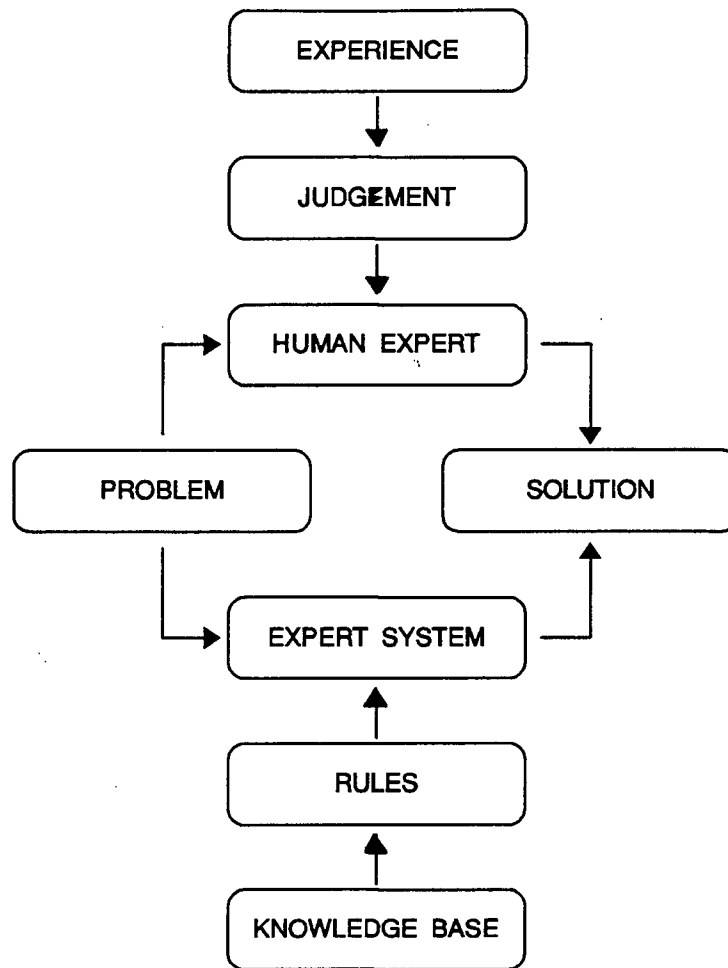 EXPERIENCE
JUDGEMENT
HUMAN EXPERT
PROBLEM
SOLUTION
EXPERT SYSTEM
RULES
KNOWLEDGE BASE